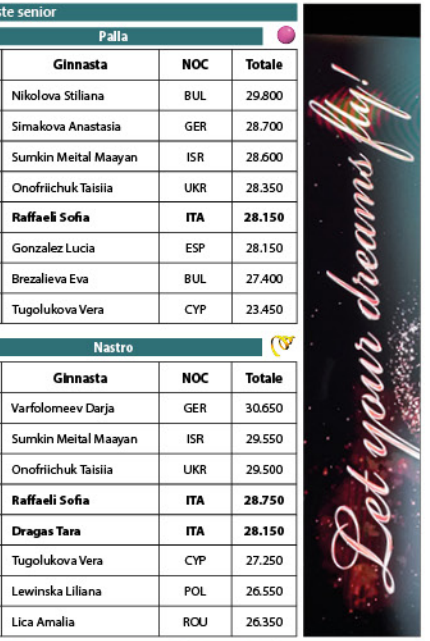 ste senior
Palla
Ginnasta NOC Totale
Nikolova Stiliana BUL 29.800
Simakova Anastasia GER 28.700
Sumkin Meital Maayan ISR 28.600
Onofriichuk Taisiia UKR 28.350
Raffaeli Sofia ITA 28.150
Gonzalez Lucia ESP 28.150
Brezalieva Eva BUL 27.400
Tugolukova Vera CYP 23.450
Nastro
Ginnasta NOC Totale
Varfolomeev Darja GER 30.650
Sumkin Meital Maayan ISR 29.550
Onofriichuk Taisiia UKR 29.500
Raffaeli Sofia ITA 28.750
Dragas Tara ITA 28.150
Tugolukova Vera CYP 27.250
Lewinska Liliana POL 26.550
Lica Amalia ROU 26.350
Let your dreams fly!